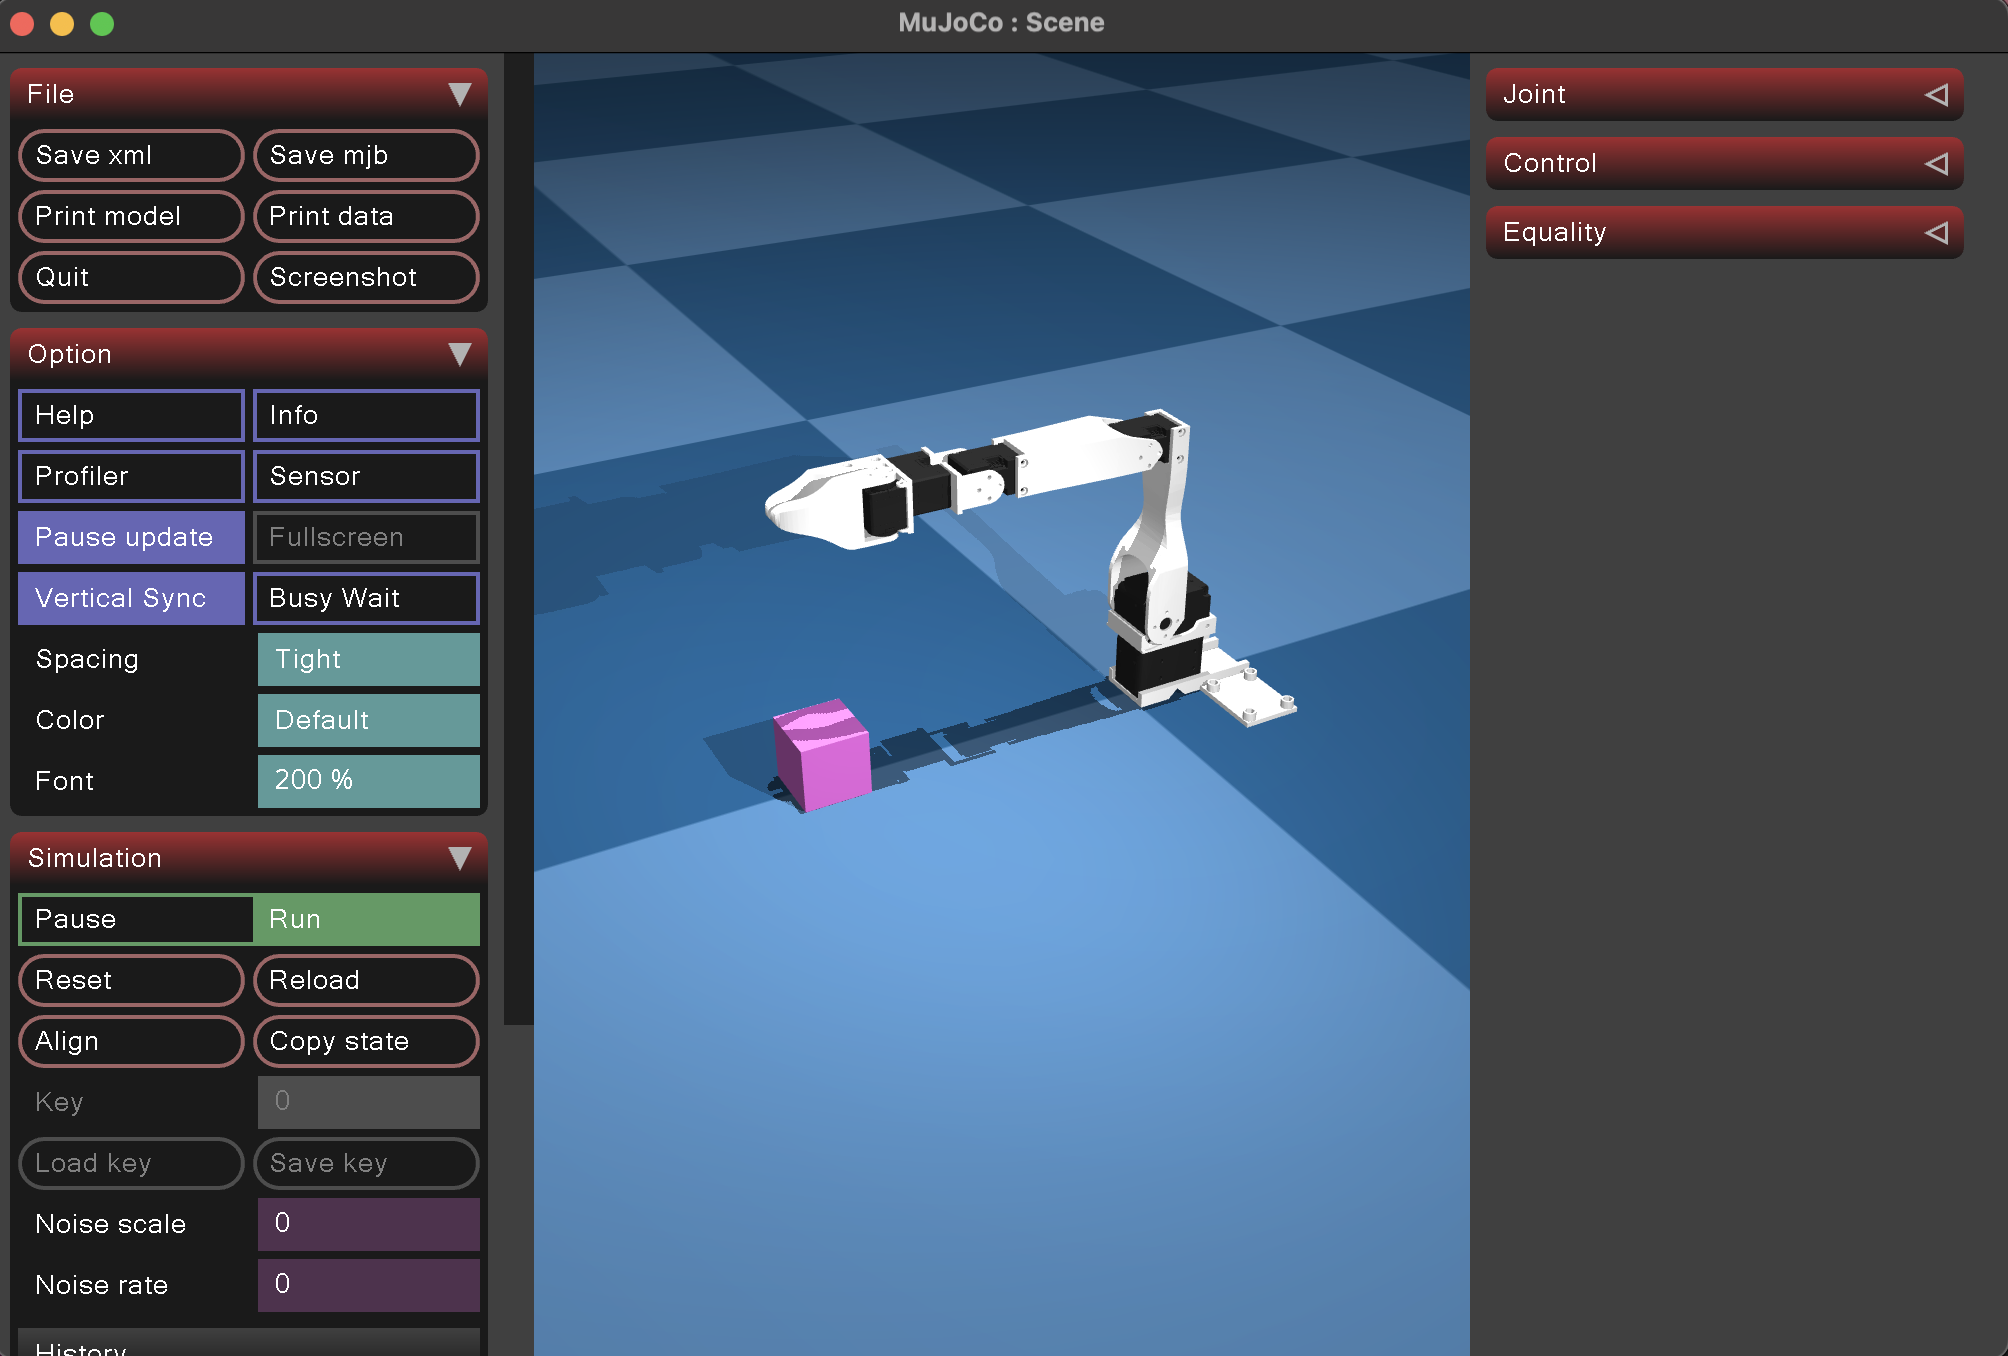 MuJoCo : Scene
File
Save xml Save mjb
Print model Print data
Quit Screenshot
Option
Help Info
Profiler Sensor
Pause update Fullscreen
Vertical Sync Busy Wait
Spacing Tight
Color Default
Font 200 %
Simulation
Pause Run
Reset Reload
Align Copy state
Key 0
Load key Save key
Noise scale 0
Noise rate 0
History
Joint
Control
Equality